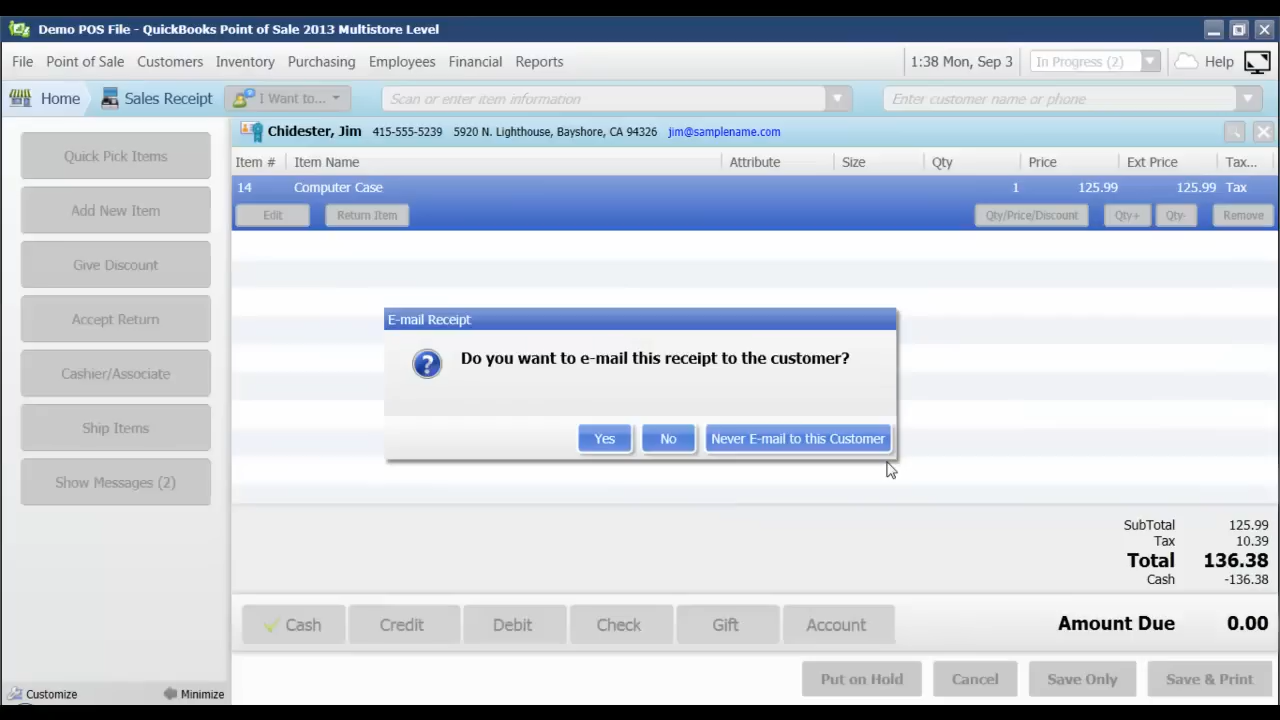 Demo POS File - QuickBooks Point of Sale 2013 Multistore Level
File Point of Sale Customers Inventory Purchasing Employees Financial Reports 1:38 Mon, Sep 3 In Progress (2) Help
Home Sales Receipt I Want to... Scan or enter item information Enter customer name or phone
Quick Pick Items
Add New Item
Give Discount
Accept Return
Cashier/Associate
Ship Items
Show Messages (2)
Customize Minimize
Chidester, Jim 415-555-5239 5920 N. Lighthouse, Bayshore, CA 94326 jim@samplename.com
Item # Item Name Attribute Size Qty Price Ext Price Tax...
14 Computer Case 1 125.99 125.99 Tax
Edit Return Item Qty/Price/Discount Qty+ Qty- Remove
E-mail Receipt
Do you want to e-mail this receipt to the customer?
Yes No Never E-mail to this Customer
SubTotal 125.99
Tax 10.39
Total 136.38
Cash -136.38
Cash Credit Debit Check Gift Account Amount Due 0.00
Put on Hold Cancel Save Only Save & Print